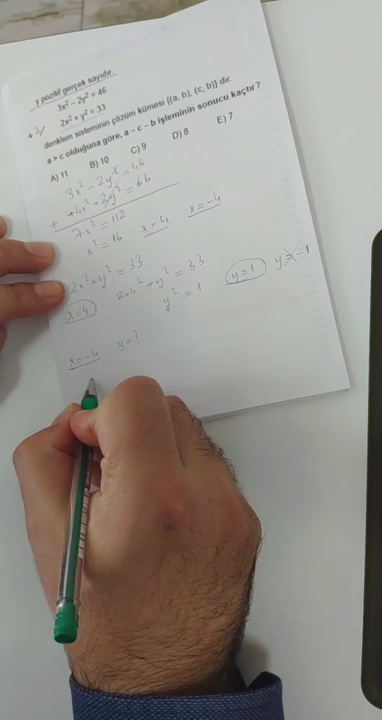 y pozitif gerçek sayıdır.
3x² - 2y² = 46
2x² + y² = 33
denklem sisteminin çözüm kümesi {(a, b), (c, b)} dir.
a > c olduğuna göre, a - c - b işleminin sonucu kaçtır?
A) 11 B) 10 C) 9 D) 8 E) 7
3x² - 2y² = 46
+ +4x² + 2y² = 66
7x² = 112
x² = 16 x = 4 x = -4
2x² + y² = 33 2·4² + y² = 33 y = 1 y = -1
x = 4 y² = 1
x = -4 y = ?